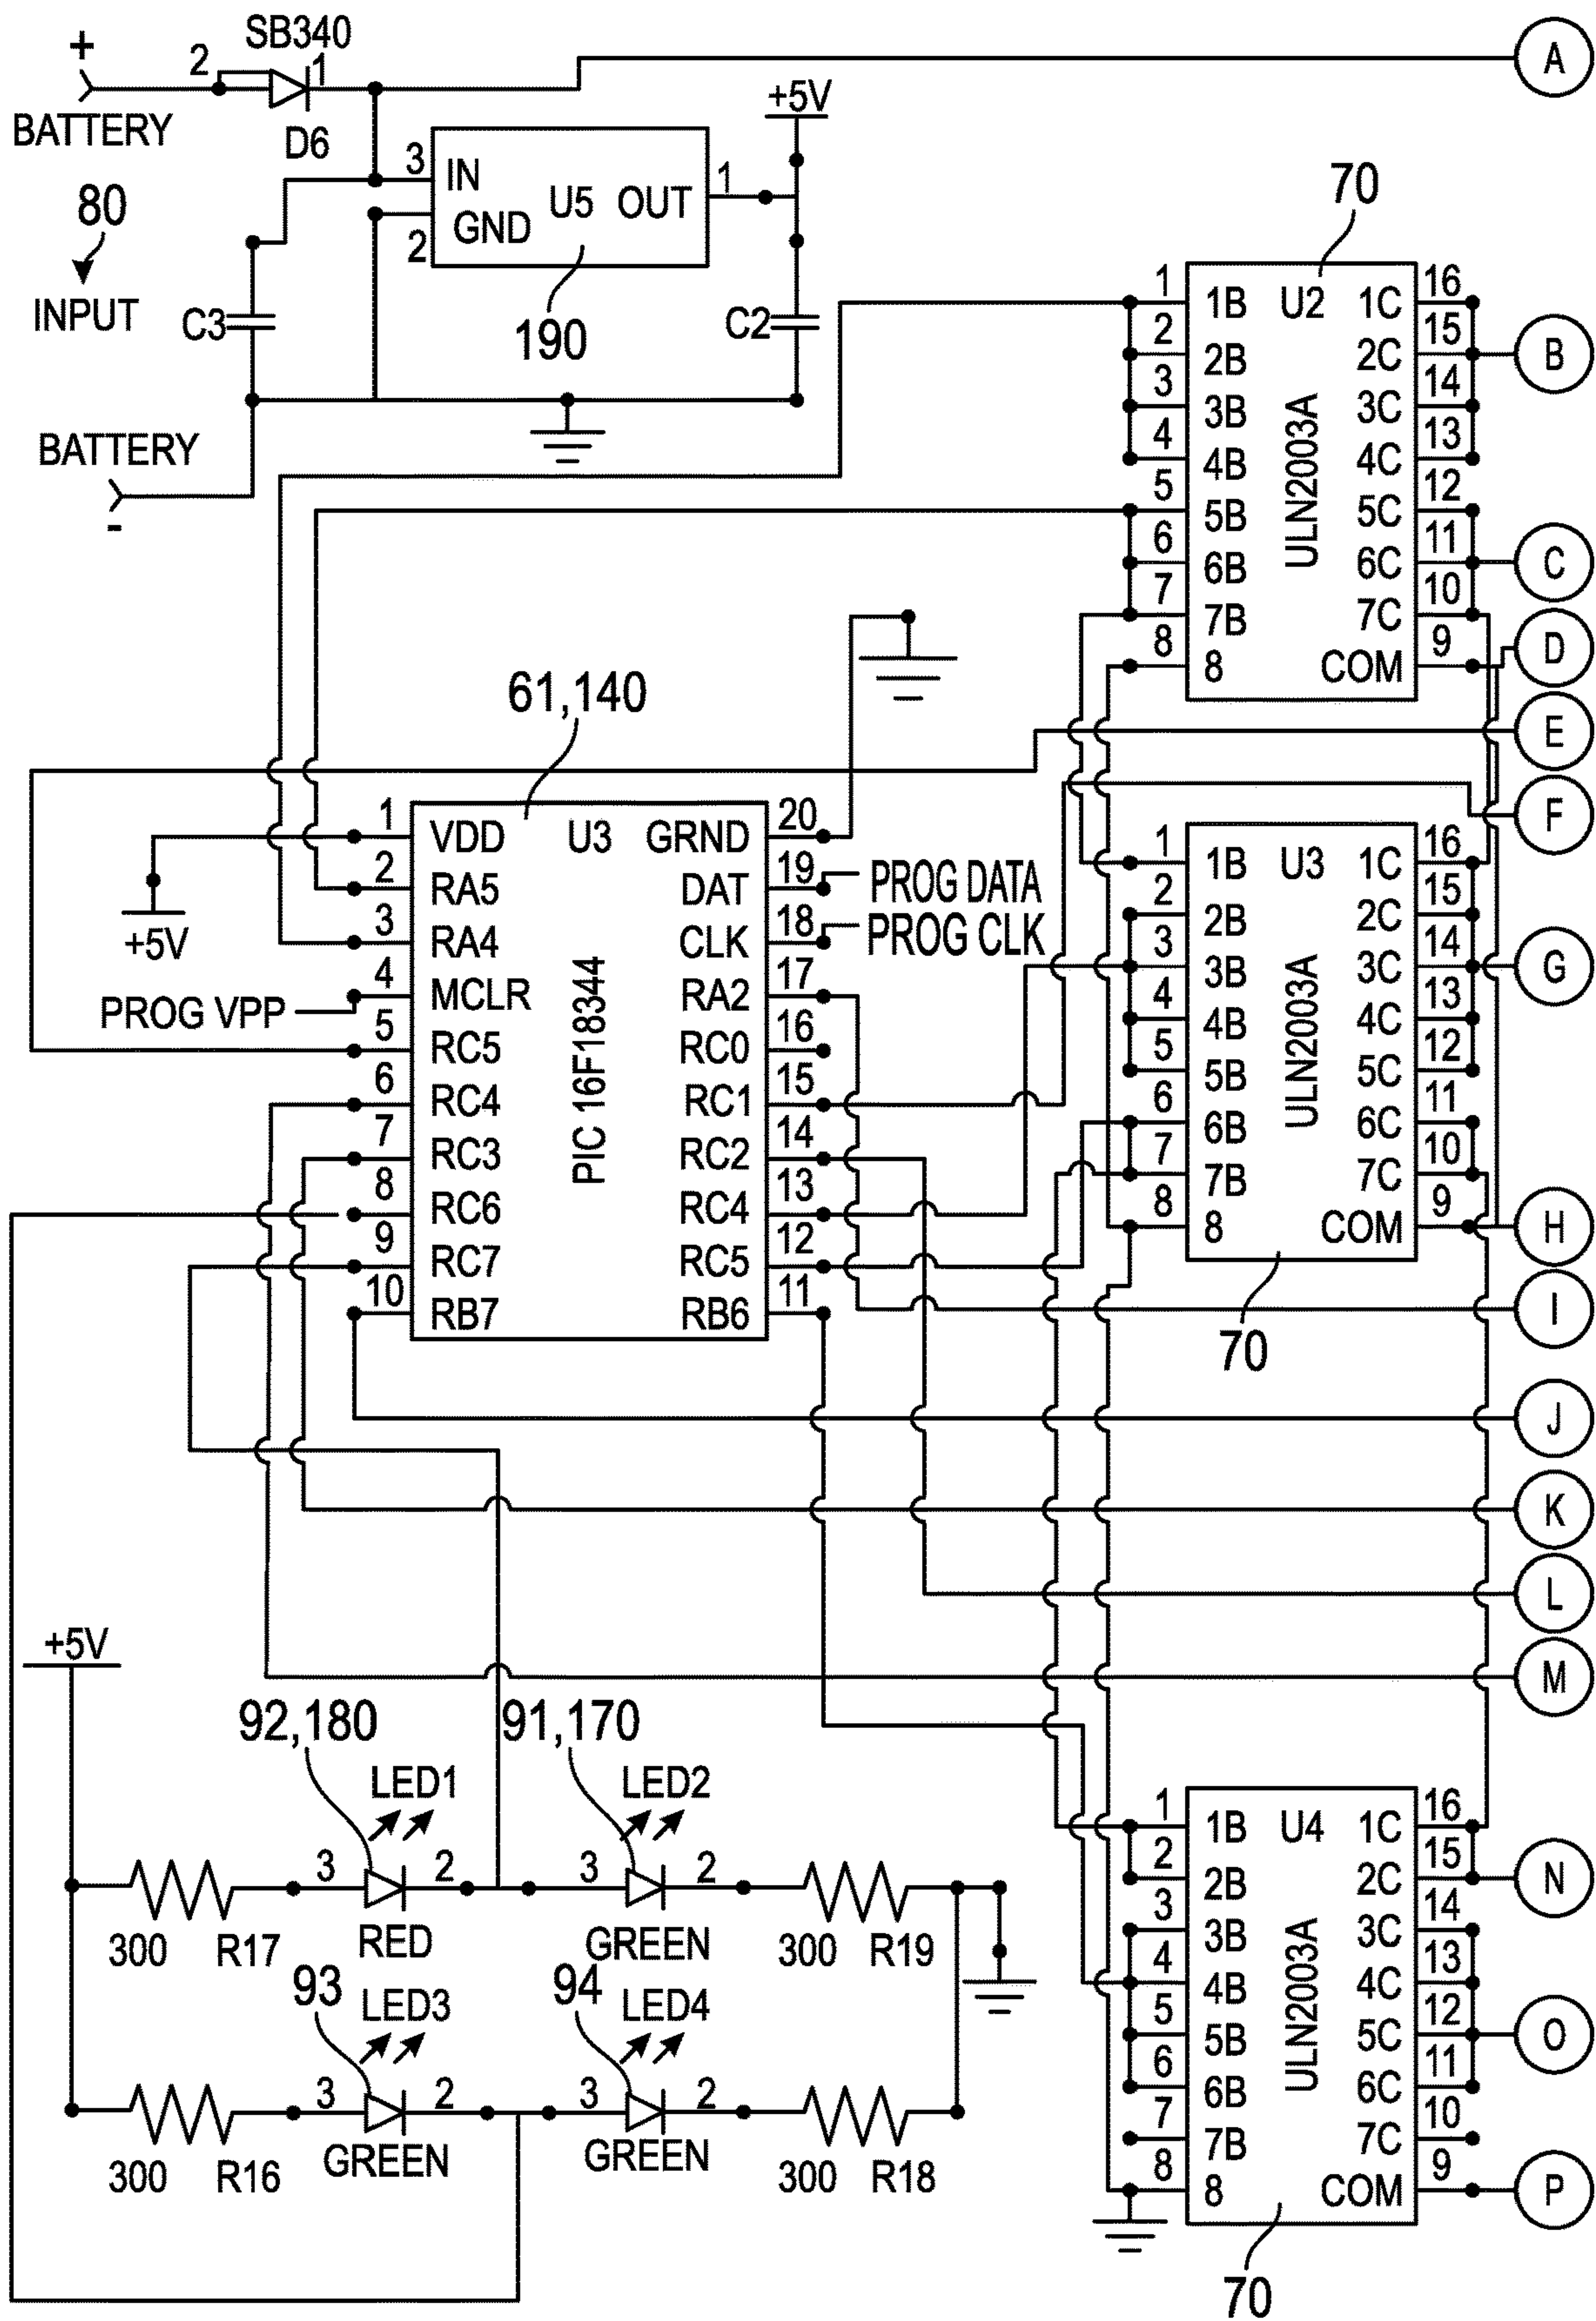 SB340
+ 2 1 A
BATTERY
D6
+5V
3 IN
U5 OUT 1
GND
2
80
INPUT
C3
190
C2
BATTERY
-
70
1 1B U2 1C 16
2 2B 2C 15 B
3 3B 3C 14
4 4B 4C 13
5 5B 5C 12
6 6B 6C 11 C
7 7B 7C 10
8 8 COM 9 D
ULN2003A
E
F
61,140
1 VDD U3 GRND 20
2 RA5 DAT 19 PROG DATA
+5V
3 RA4 CLK 18 PROG CLK
PROG VPP 4 MCLR RA2 17
5 RC5 RC0 16
6 RC4 RC1 15
7 RC3 RC2 14
8 RC6 RC4 13
9 RC7 RC5 12
10 RB7 RB6 11
PIC 16F18344
1 1B U3 1C 16
2 2B 2C 15
3 3B 3C 14 G
4 4B 4C 13
5 5B 5C 12
6 6B 6C 11
7 7B 7C 10
8 8 COM 9 H
ULN2003A
70
I
J
K
L
M
+5V
92,180 91,170
LED1 LED2
3 2 3 2
300 R17 RED GREEN 300 R19
93 94
LED3 LED4
3 2 3 2
300 R16 GREEN GREEN 300 R18
1 1B U4 1C 16
2 2B 2C 15 N
3 3B 3C 14
4 4B 4C 13
5 5B 5C 12 O
6 6B 6C 11
7 7B 7C 10
8 8 COM 9 P
ULN2003A
70